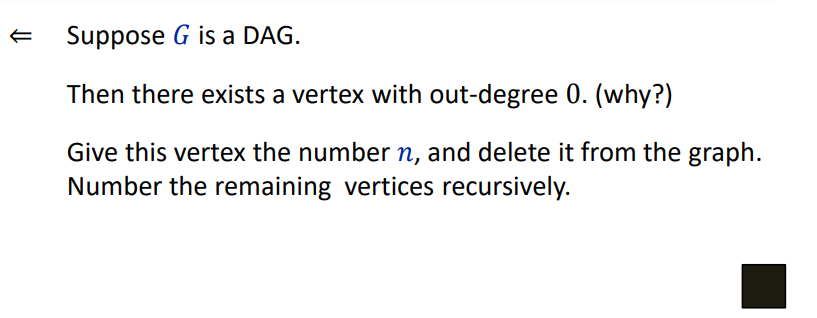 ⇐ Suppose G is a DAG.
Then there exists a vertex with out-degree 0. (why?)
Give this vertex the number n, and delete it from the graph.
Number the remaining vertices recursively.